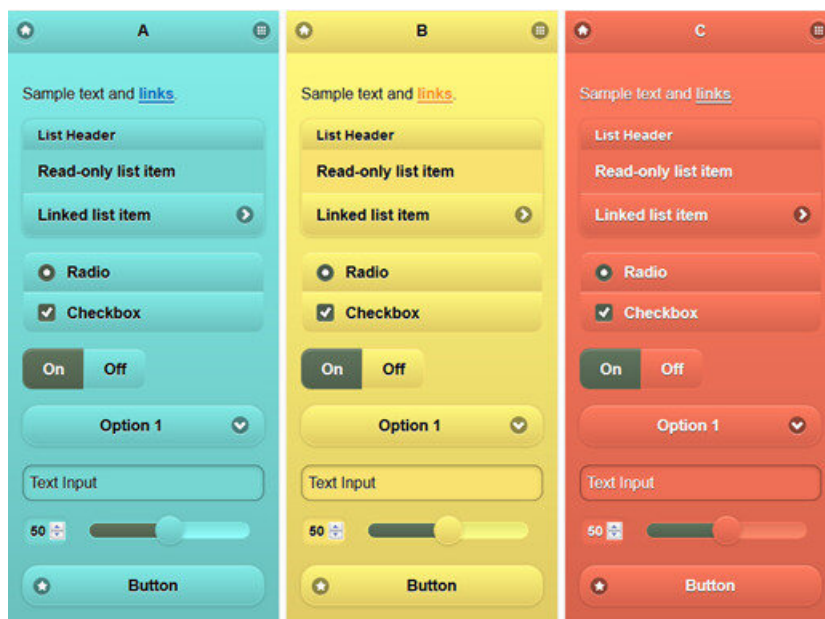 A
Sample text and links.
List Header
Read-only list item
Linked list item
Radio
Checkbox
On Off
Option 1
Text Input
50
Button
B
Sample text and links.
List Header
Read-only list item
Linked list item
Radio
Checkbox
On Off
Option 1
Text Input
50
Button
C
Sample text and links
List Header
Read-only list item
Linked list item
Radio
Checkbox
On Off
Option 1
Text Input
50
Button